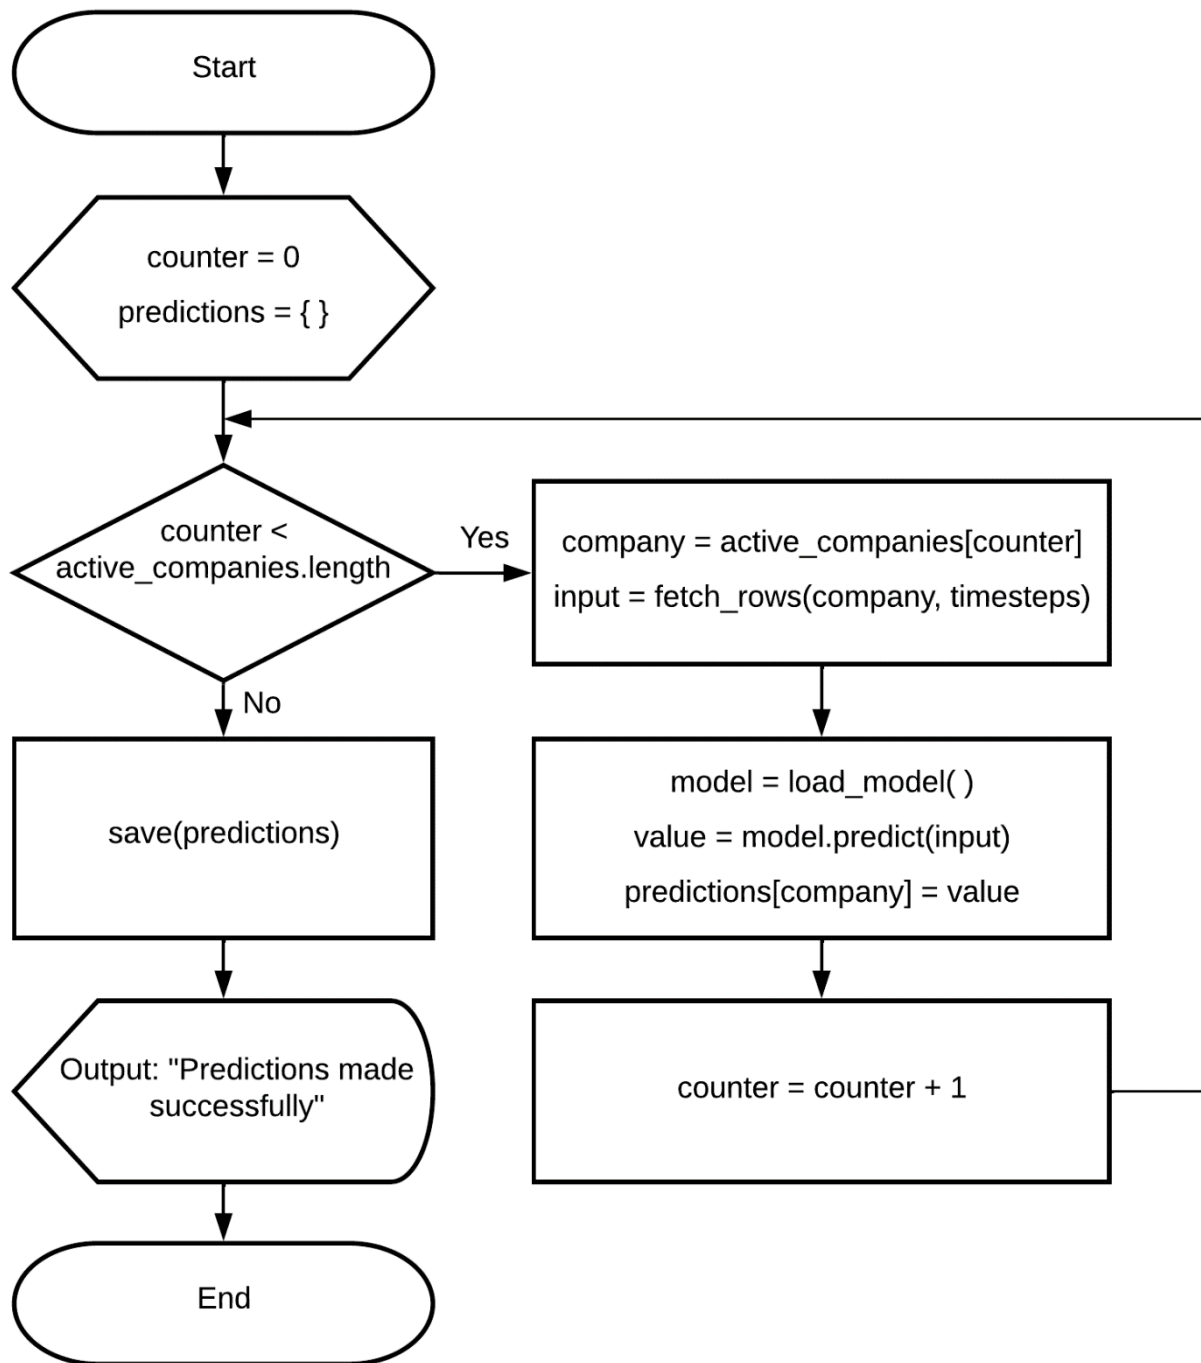 Start
counter = 0
predictions = { }
counter <
active_companies.length
Yes
company = active_companies[counter]
input = fetch_rows(company, timesteps)
No
model = load_model( )
value = model.predict(input)
predictions[company] = value
save(predictions)
counter = counter + 1
Output: "Predictions made
successfully"
End